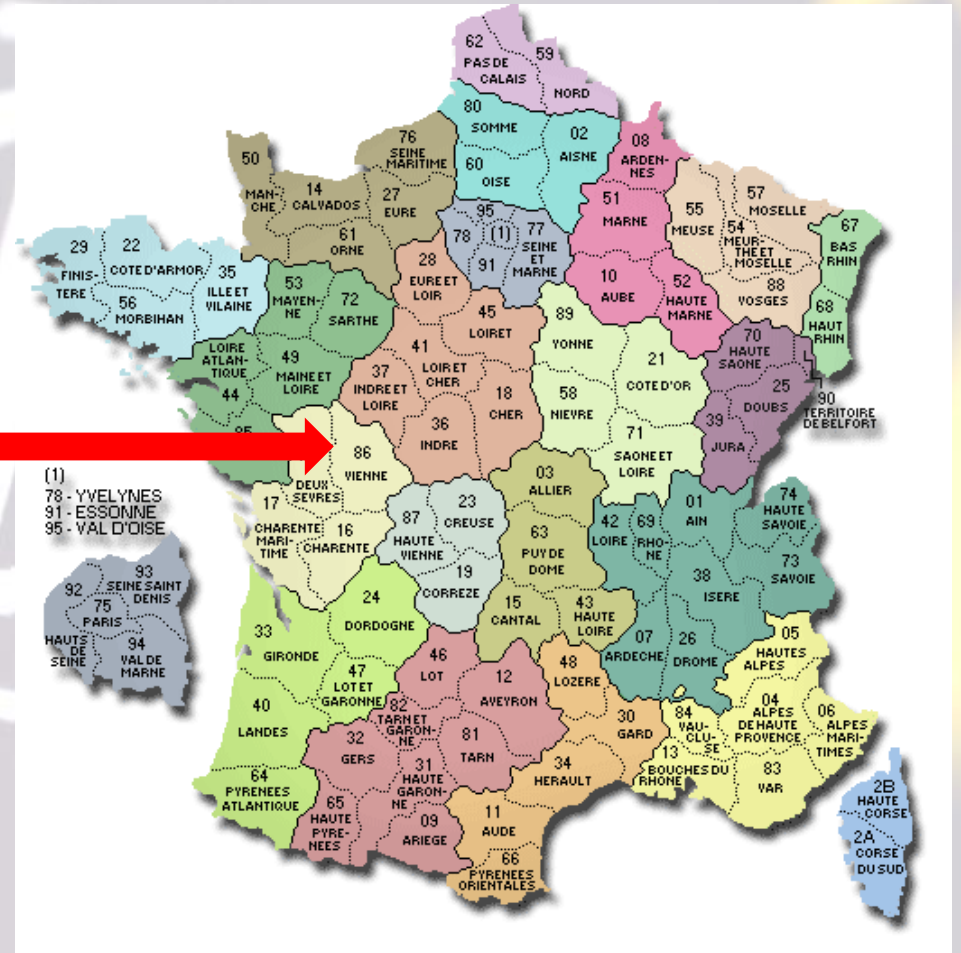 62
PAS DE
CALAIS
59
NORD
80
SOMME
02
AISNE
60
OISE
76
SEINE
MARITIME
27
EURE
50
MAN-
CHE
14
CALVADOS
61
ORNE
08
ARDEN-
NES
51
MARNE
10
AUBE
52
HAUTE
MARNE
55
MEUSE
54
MEUR-
THE ET
MOSELLE
57
MOSELLE
88
VOSGES
67
BAS
RHIN
68
HAUT
RHIN
95
78
(1)
91
77
SEINE
ET
MARNE
29
FINIS-
TERE
22
COTE D'ARMOR
35
ILLE ET
VILAINE
56
MORBIHAN
53
MAYEN-
NE
72
SARTHE
LOIRE
ATLAN-
TIQUE
44
49
MAINE ET
LOIRE
28
EURE ET
LOIR
45
LOIRET
41
LOIR ET
CHER
37
INDRE ET
LOIRE
18
CHER
36
INDRE
89
YONNE
21
COTE D'OR
58
NIEVRE
71
SAONE ET
LOIRE
70
HAUTE
SAONE
25
DOUBS
39
JURA
90
TERRITOIRE
DE BELFORT
86
VIENNE
DEUX
SEVRES
17
CHARENTE
MARI-
TIME
16
CHARENTE
87
HAUTE
VIENNE
23
CREUSE
19
CORREZE
03
ALLIER
63
PUY DE
DOME
15
CANTAL
43
HAUTE
LOIRE
42
LOIRE
69
RHO-
NE
01
AIN
74
HAUTE
SAVOIE
73
SAVOIE
38
ISERE
07
ARDECHE
26
DROME
(1)
78 - YVELYNES
91 - ESSONNE
95 - VAL D'OISE
92
HAUTS
DE
SEINE
93
SEINE SAINT
DENIS
75
PARIS
94
VAL DE
MARNE
24
DORDOGNE
33
GIRONDE
47
LOT ET
GARONNE
40
LANDES
64
PYRENEES
ATLANTIQUE
46
LOT
12
AVEYRON
82
TARN ET
GARON-
NE
32
GERS
81
TARN
31
HAUTE
GARON-
NE
65
HAUTE
PYRE-
NEES
09
ARIEGE
48
LOZERE
30
GARD
34
HERAULT
11
AUDE
66
PYRENEES
ORIENTALES
05
HAUTES
ALPES
04
ALPES
DE HAUTE
PROVENCE
06
ALPES
MARI-
TIMES
84
VAU-
CLU-
SE
13
BOUCHES DU
RHONE
83
VAR
2B
HAUTE
CORSE
2A
CORSE
DU SUD